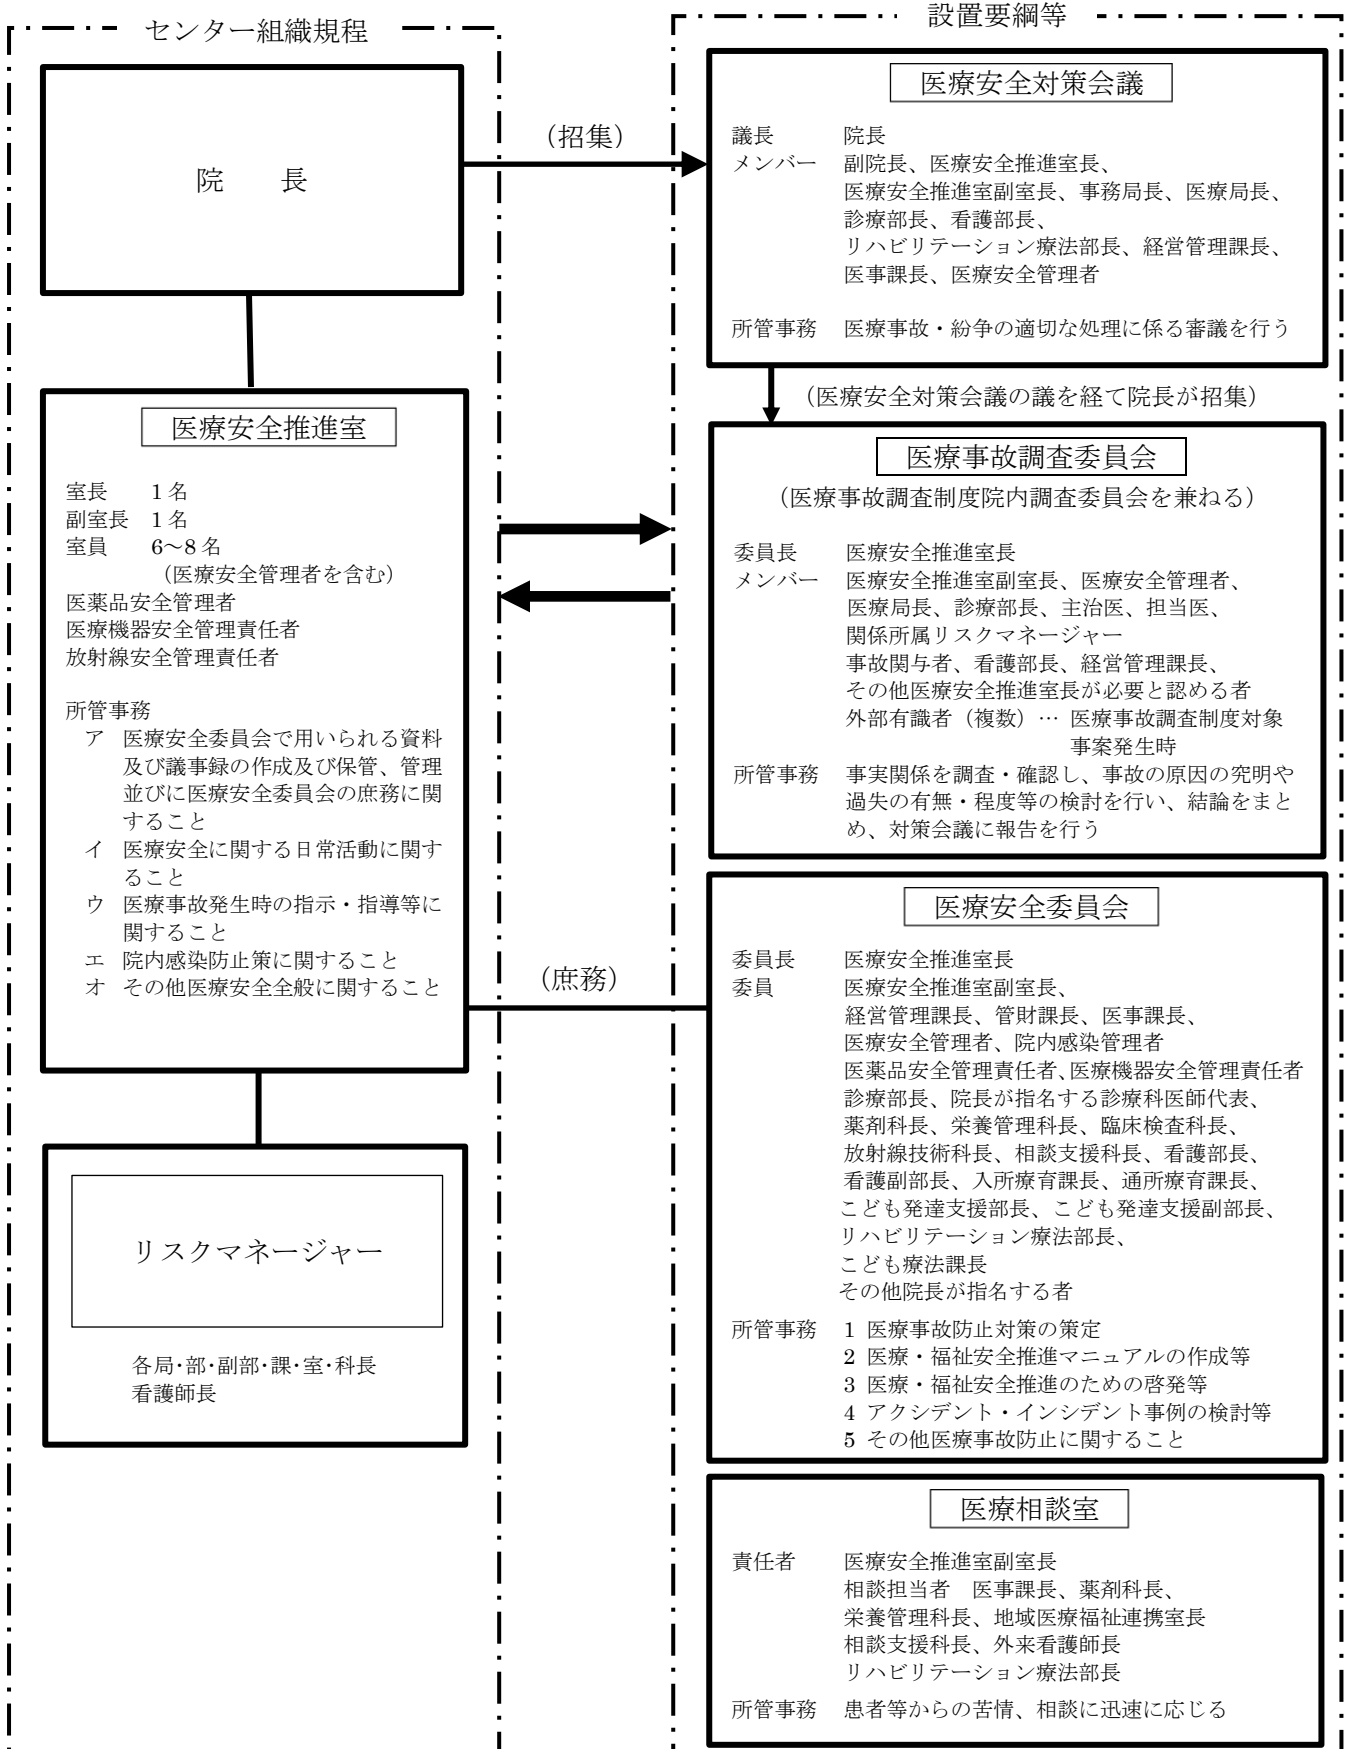 センター組織規程
院　　長
医療安全推進室
室長　　1名
副室長　1名
室員　　6～8名
（医療安全管理者を含む）
医薬品安全管理者
医療機器安全管理責任者
放射線安全管理責任者
所管事務
ア　医療安全委員会で用いられる資料
及び議事録の作成及び保管、管理
並びに医療安全委員会の庶務に関
すること
イ　医療安全に関する日常活動に関す
ること
ウ　医療事故発生時の指示・指導等に
関すること
エ　院内感染防止策に関すること
オ　その他医療安全全般に関すること
リスクマネージャー
各局・部・副部・課・室・科長
看護師長
（招集）
（庶務）
設置要綱等
医療安全対策会議
議長　　　院長
メンバー　副院長、医療安全推進室長、
医療安全推進室副室長、事務局長、医療局長、
診療部長、看護部長、
リハビリテーション療法部長、経営管理課長、
医事課長、医療安全管理者
所管事務　医療事故・紛争の適切な処理に係る審議を行う
（医療安全対策会議の議を経て院長が招集）
医療事故調査委員会
（医療事故調査制度院内調査委員会を兼ねる）
委員長　　医療安全推進室長
メンバー　医療安全推進室副室長、医療安全管理者、
医療局長、診療部長、主治医、担当医、
関係所属リスクマネージャー
事故関与者、看護部長、経営管理課長、
その他医療安全推進室長が必要と認める者
外部有識者（複数）… 医療事故調査制度対象
事案発生時
所管事務　事実関係を調査・確認し、事故の原因の究明や
過失の有無・程度等の検討を行い、結論をまと
め、対策会議に報告を行う
医療安全委員会
委員長　　医療安全推進室長
委員　　　医療安全推進室副室長、
経営管理課長、管財課長、医事課長、
医療安全管理者、院内感染管理者
医薬品安全管理責任者、医療機器安全管理責任者
診療部長、院長が指名する診療科医師代表、
薬剤科長、栄養管理科長、臨床検査科長、
放射線技術科長、相談支援科長、看護部長、
看護副部長、入所療育課長、通所療育課長、
こども発達支援部長、こども発達支援副部長、
リハビリテーション療法部長、
こども療法課長
その他院長が指名する者
所管事務　1 医療事故防止対策の策定
2 医療・福祉安全推進マニュアルの作成等
3 医療・福祉安全推進のための啓発等
4 アクシデント・インシデント事例の検討等
5 その他医療事故防止に関すること
医療相談室
責任者　　医療安全推進室副室長
相談担当者　医事課長、薬剤科長、
栄養管理科長、地域医療福祉連携室長
相談支援科長、外来看護師長
リハビリテーション療法部長
所管事務　患者等からの苦情、相談に迅速に応じる